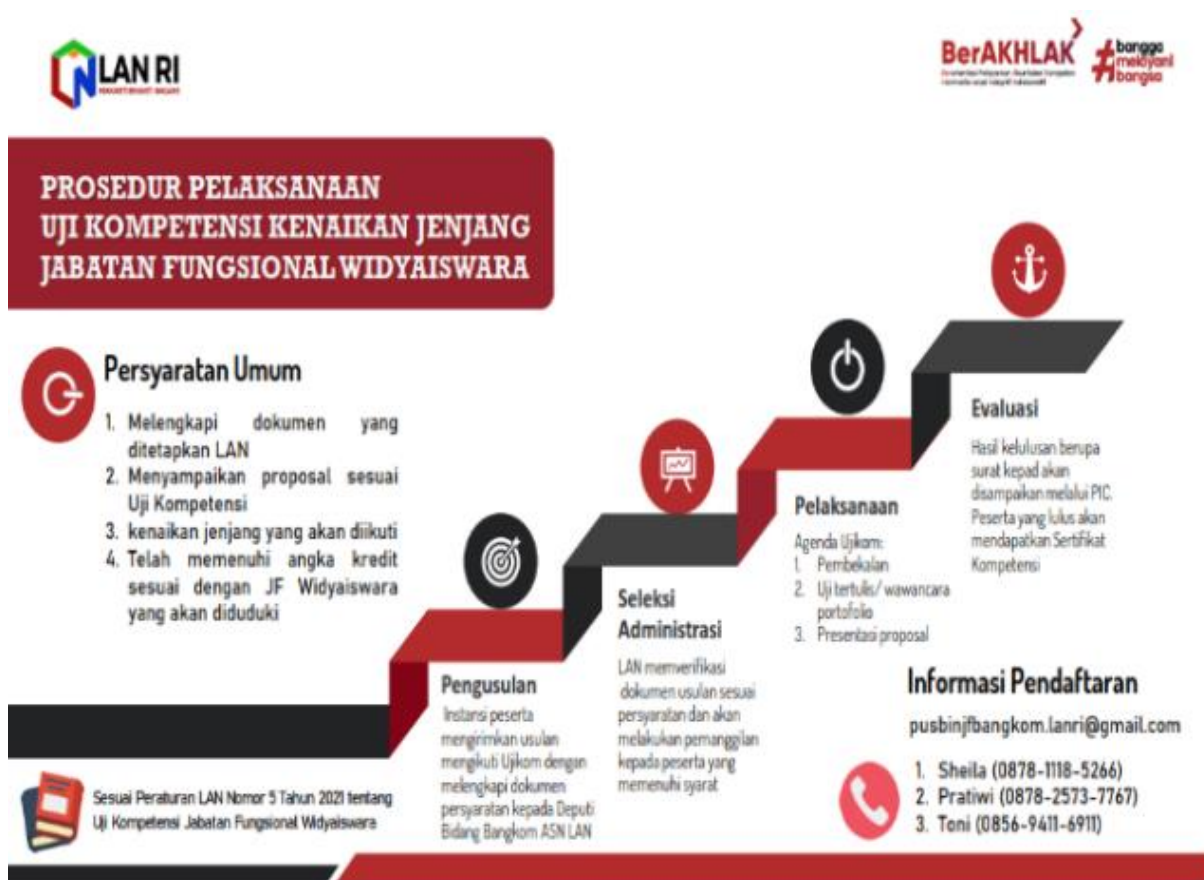 LAN RI
BerAKHLAK
#bangga
melayani
bangsa
PROSEDUR PELAKSANAAN
UJI KOMPETENSI KENAIKAN JENJANG
JABATAN FUNGSIONAL WIDYAISWARA
Persyaratan Umum
1. Melengkapi dokumen yang
ditetapkan LAN
2. Menyampaikan proposal sesuai
Uji Kompetensi
3. kenaikan jenjang yang akan diikuti
4. Telah memenuhi angka kredit
sesuai dengan JF Widyaiswara
yang akan diduduki
Pengusulan
Instansi peserta
mengirimkan usulan
mengikuti Ujikom dengan
melengkapi dokumen
persyaratan kepada Deputi
Bidang Bangkom ASN LAN
Seleksi
Administrasi
LAN memverifikasi
dokumen usulan sesuai
persyaratan dan akan
melakukan pemanggilan
kepada peserta yang
memenuhi syarat
Pelaksanaan
Agenda Ujikom:
1. Pembekalan
2. Uji tertulis/ wawancara
portofolio
3. Presentasi proposal
Evaluasi
Hasil kelulusan berupa
surat kepad akan
disampaikan melalui PIC.
Peserta yang lulus akan
mendapatkan Sertifikat
Kompetensi
Informasi Pendaftaran
pusbinjfbangkom.lanri@gmail.com
1. Sheila (0878-1118-5266)
2. Pratiwi (0878-2573-7767)
3. Toni (0856-9411-6911)
Sesuai Peraturan LAN Nomor 5 Tahun 2021 tentang
Uji Kompetensi Jabatan Fungsional Widyaiswara